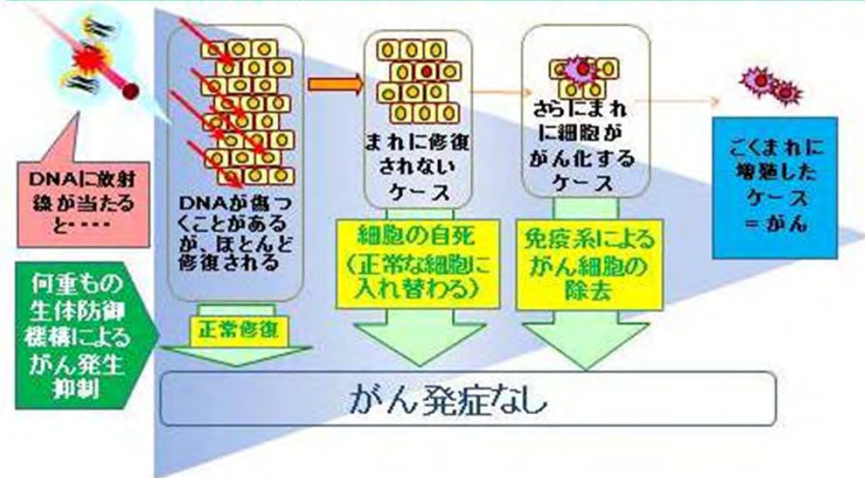 DNAに放射
線が当たる
と････
DNAが傷つ
くことがある
が、ほとんど
修復される
まれに修復
されない
ケース
さらにまれ
に細胞が
がん化する
ケース
ごくまれに
増殖した
ケース
＝がん
何重もの
生体防御
機構による
がん発生
抑制
正常修復
細胞の自死
（正常な細胞に
入れ替わる）
免疫系による
がん細胞の
除去
がん発症なし